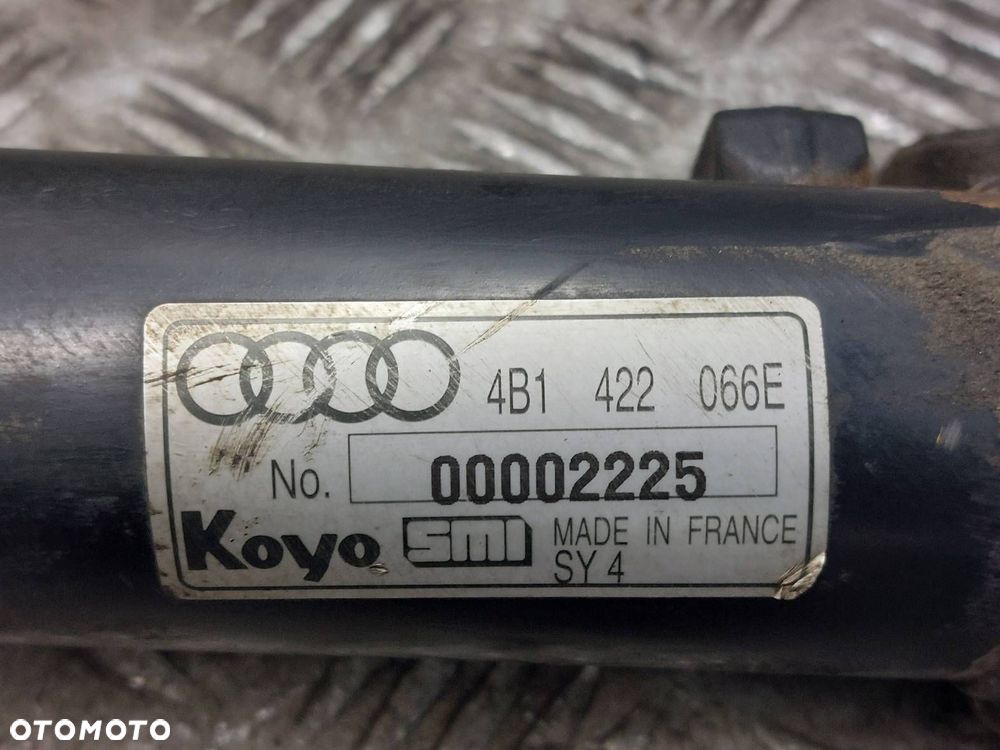 4B1 422 066E
No. 00002225
Koyo SMI MADE IN FRANCE
SY 4
OTOMOTO